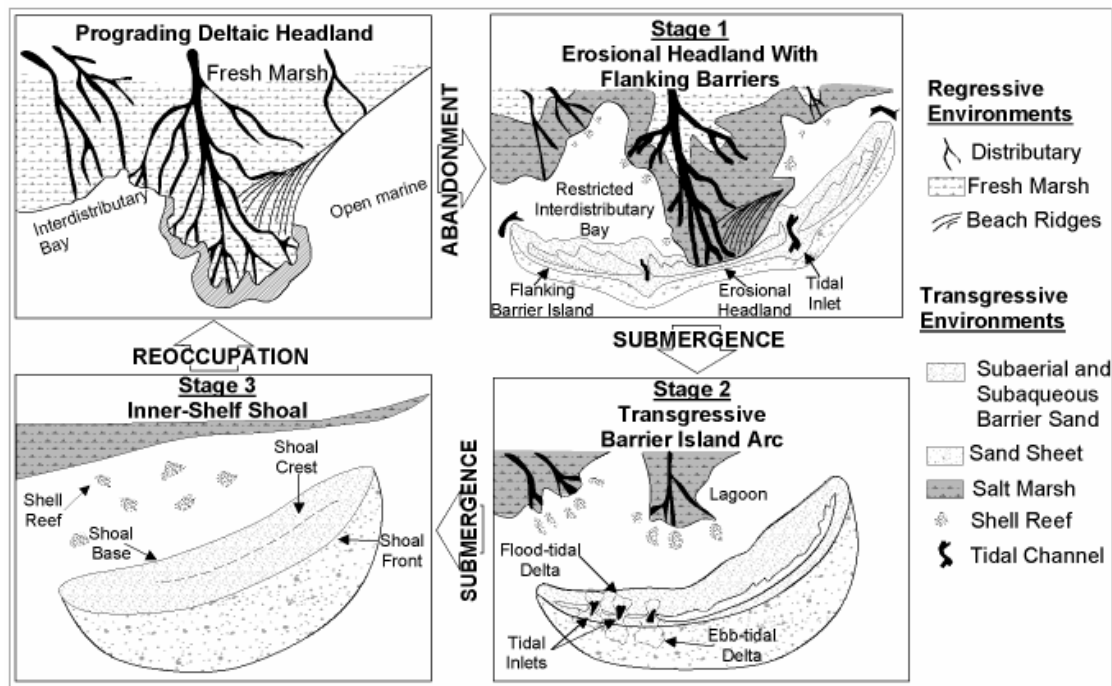 Prograding Deltaic Headland
Fresh Marsh
Interdistributary
Bay
Open marine
ABANDONMENT
Stage 1
Erosional Headland With
Flanking Barriers
Restricted
Interdistributary
Bay
Flanking
Barrier Island
Erosional
Headland
Tidal
Inlet
SUBMERGENCE
Stage 2
Transgressive
Barrier Island Arc
Lagoon
Flood-tidal
Delta
Tidal
Inlets
Ebb-tidal
Delta
SUBMERGENCE
REOCCUPATION
Stage 3
Inner-Shelf Shoal
Shoal
Crest
Shell
Reef
Shoal
Base
Shoal
Front
Regressive
Environments
Distributary
Fresh Marsh
Beach Ridges
Transgressive
Environments
Subaerial and
Subaqueous
Barrier Sand
Sand Sheet
Salt Marsh
Shell Reef
Tidal Channel